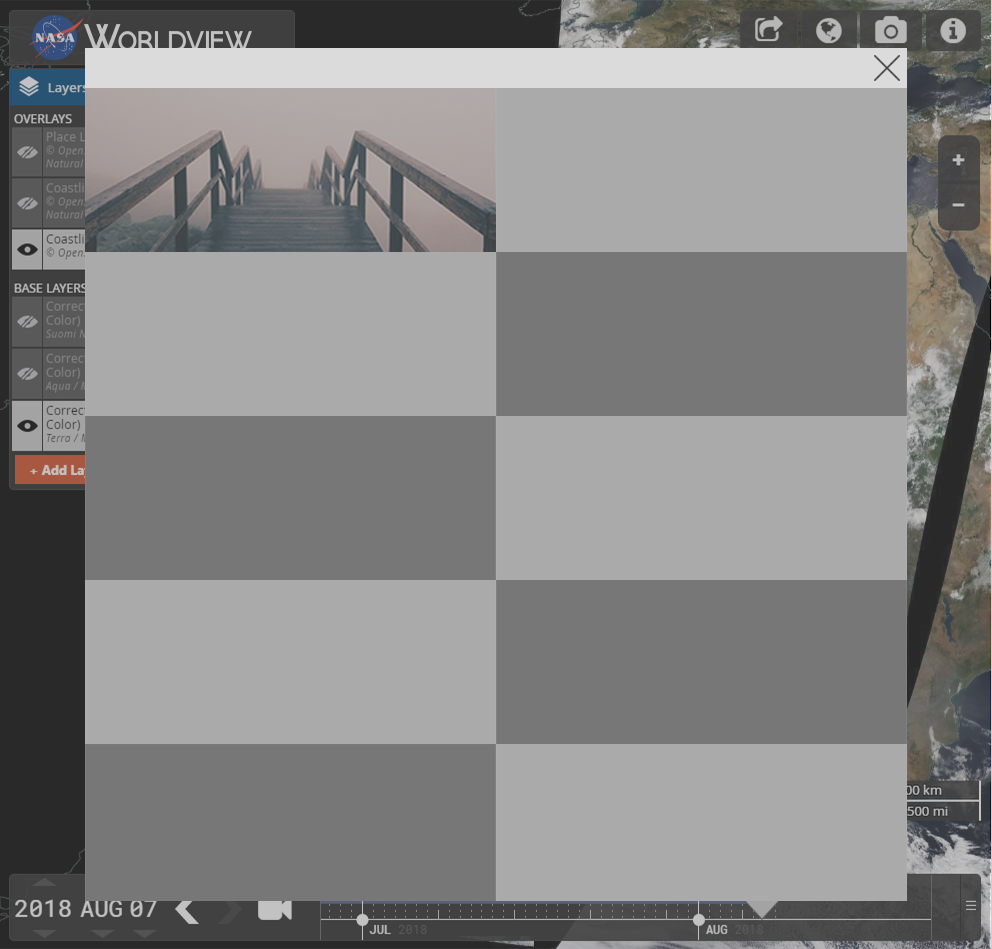 NASA WORLDVIEW
Layers
OVERLAYS
Place L
© Open
Natural
Coastli
© Open
Natural
Coastli
© Open
BASE LAYERS
Correc
Color)
Suomi N
Correc
Color)
Aqua /
Correc
Color)
Terra /
+ Add La
+
−
00 km
500 mi
2018 AUG 07
JUL 2018
AUG 2018